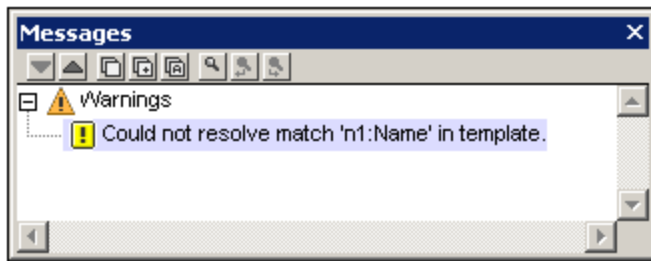 Messages
Warnings
Could not resolve match 'n1:Name' in template.